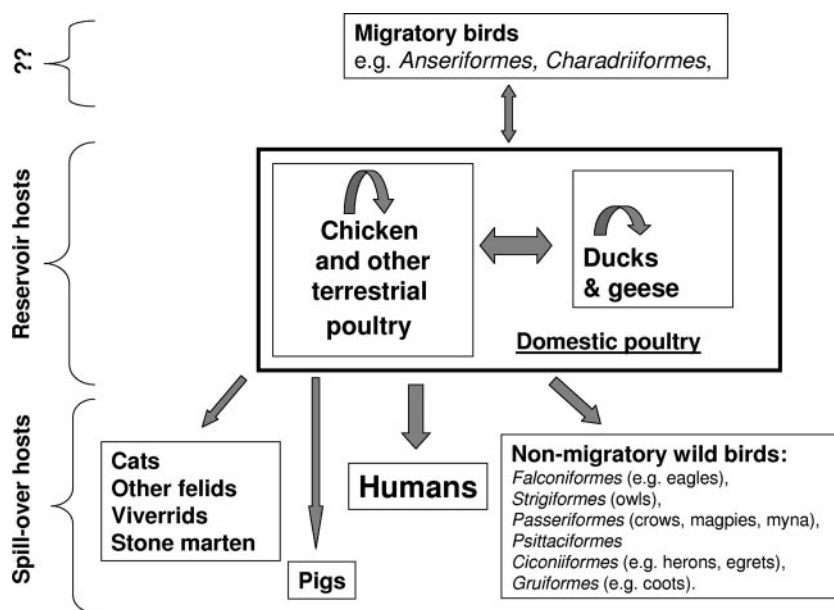 ??
Migratory birds
e.g. Anseriformes, Charadriiformes,
Reservoir hosts
Chicken
and other
terrestrial
poultry
Ducks
& geese
Domestic poultry
Spill-over hosts
Cats
Other felids
Viverrids
Stone marten
Pigs
Humans
Non-migratory wild birds:
Falconiformes (e.g. eagles),
Strigiformes (owls),
Passeriformes (crows, magpies, myna),
Psittaciformes
Ciconiiformes (e.g. herons, egrets),
Gruiformes (e.g. coots).